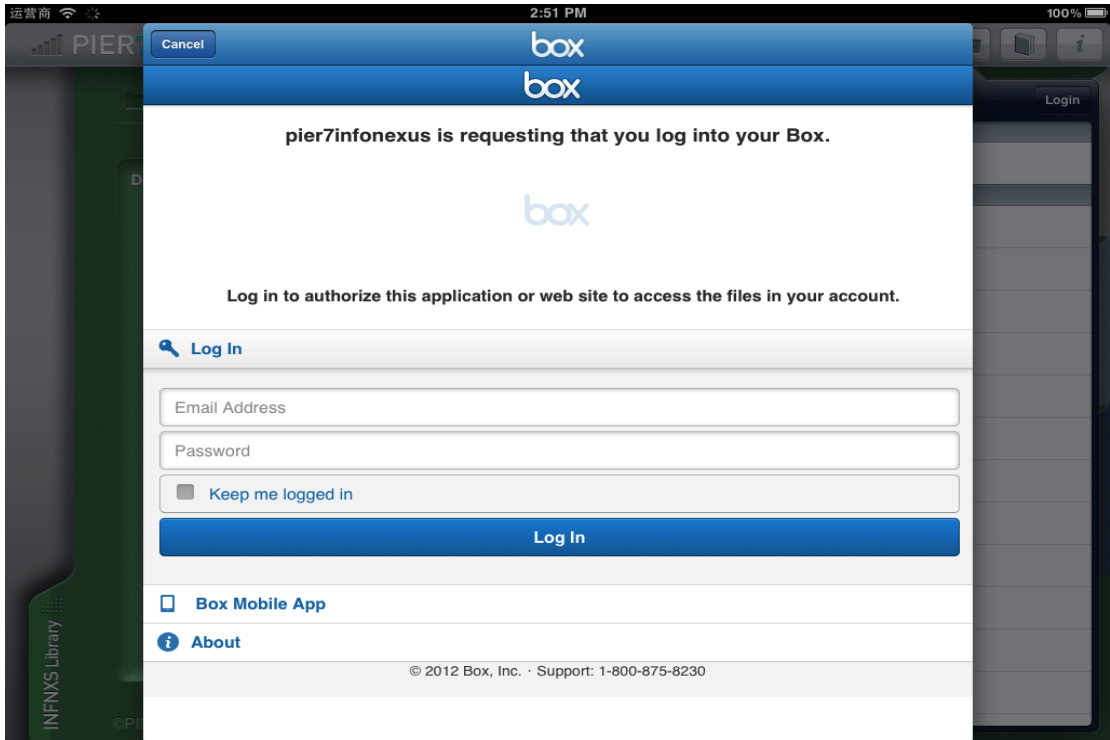 运营商
2:51 PM
100%
PIER
Cancel
box
box
Login
pier7infonexus is requesting that you log into your Box.
D
box
Log in to authorize this application or web site to access the files in your account.
Log In
Email Address
Password
Keep me logged in
Log In
Box Mobile App
About
© 2012 Box, Inc. · Support: 1-800-875-8230
INFNXS Library
©PI